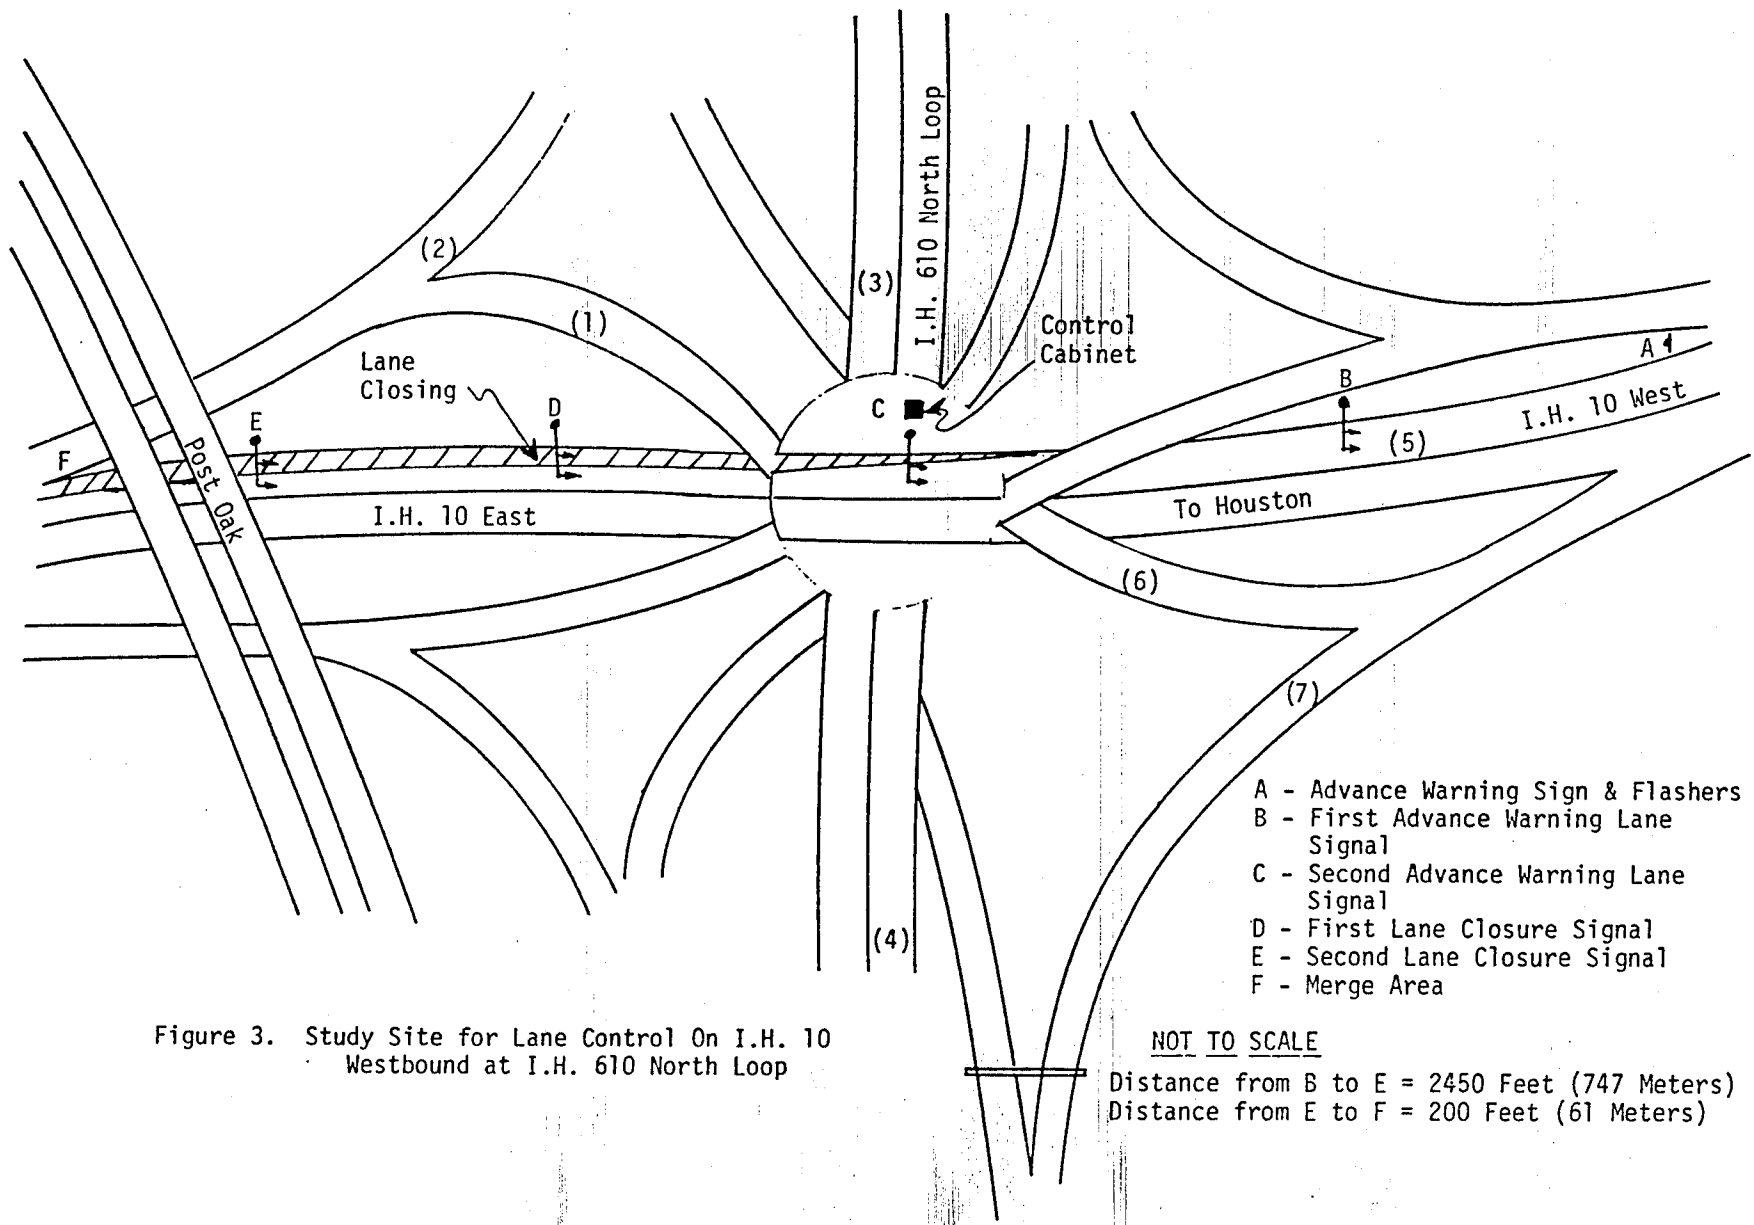 I.H. 610 North Loop
(2)
(3)
(1)
Control
Cabinet
Lane
Closing
A
B
C
D
E
F
I.H. 10 West
(5)
Post Oak
I.H. 10 East
To Houston
(6)
(7)
(4)
A - Advance Warning Sign & Flashers
B - First Advance Warning Lane
Signal
C - Second Advance Warning Lane
Signal
D - First Lane Closure Signal
E - Second Lane Closure Signal
F - Merge Area
Figure 3. Study Site for Lane Control On I.H. 10
Westbound at I.H. 610 North Loop
NOT TO SCALE
Distance from B to E = 2450 Feet (747 Meters)
Distance from E to F = 200 Feet (61 Meters)